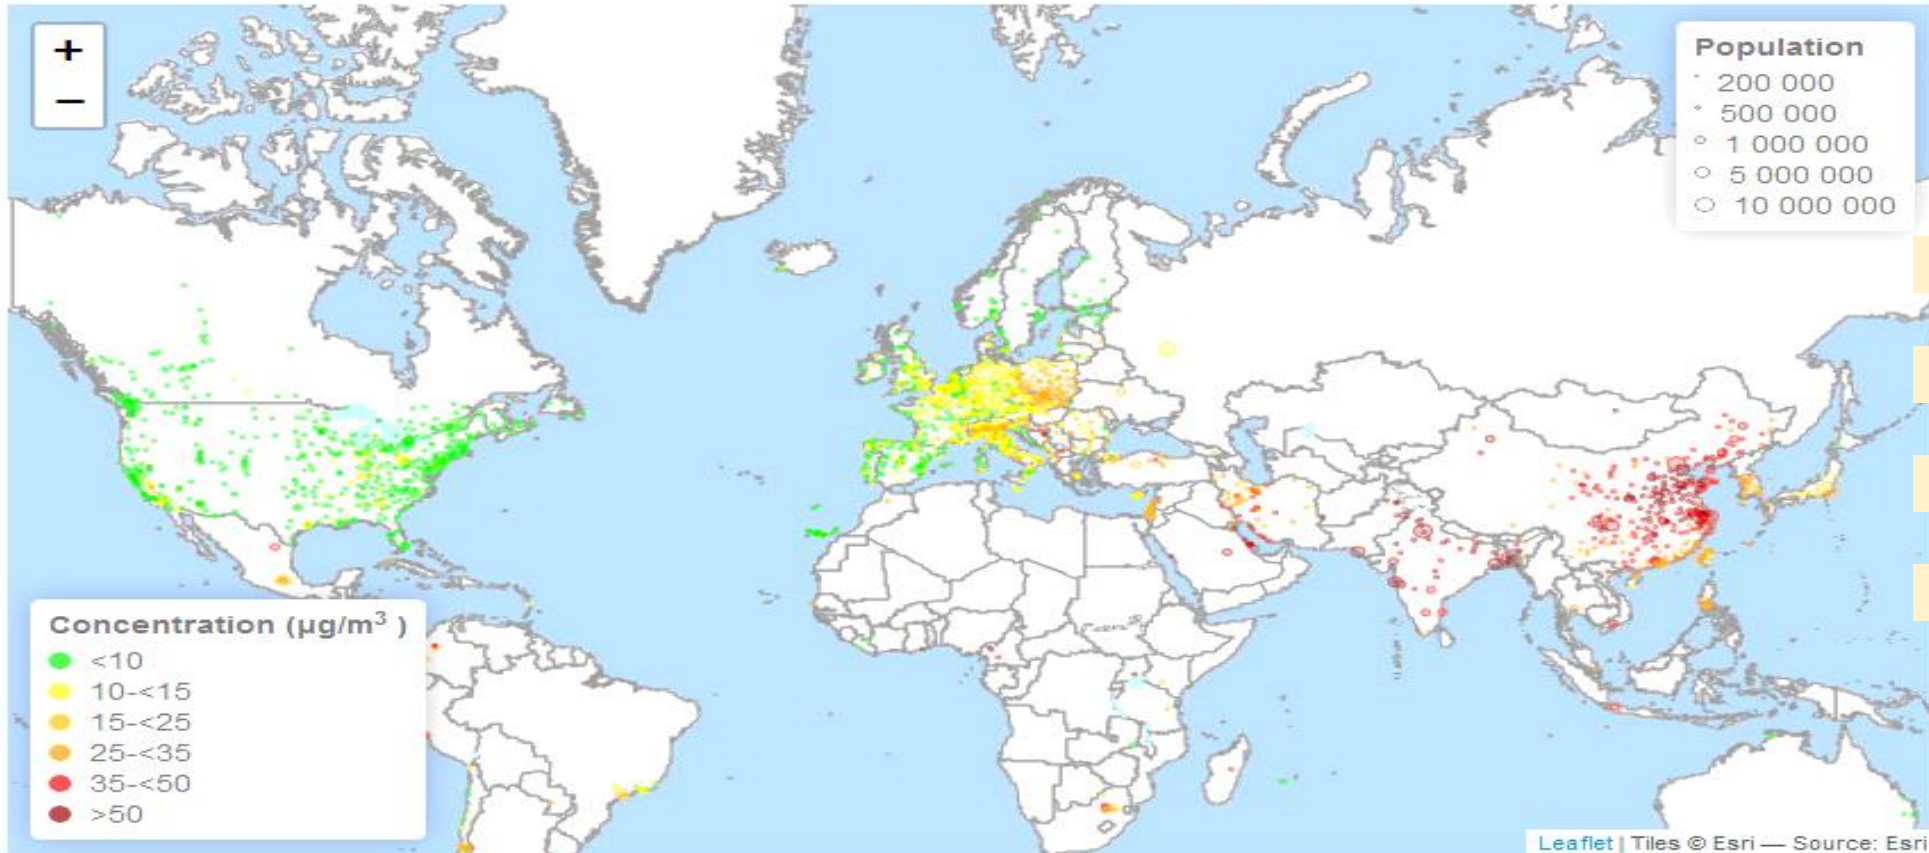 +
−
Population
200 000
500 000
1 000 000
5 000 000
10 000 000
Concentration (µg/m³ )
<10
10-<15
15-<25
25-<35
35-<50
>50
Leaflet | Tiles © Esri — Source: Esri